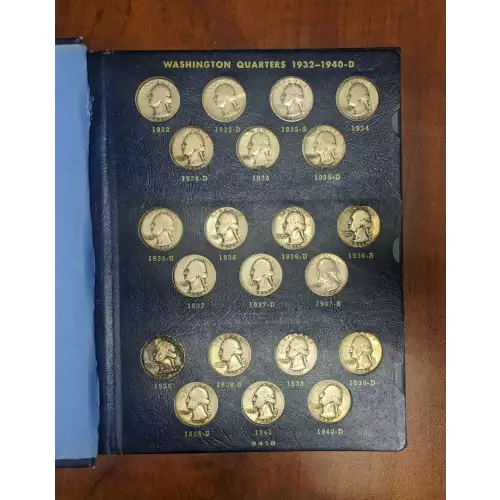 WASHINGTON QUARTERS 1932-1940-D
1932 1932-D 1932-S 1934
1934-D 1935 1935-D
1935-S 1936 1936-D 1936-S
1937 1937-D 1937-S
1938 1938-S 1939 1939-D
1939-S 1940 1940-D
9418